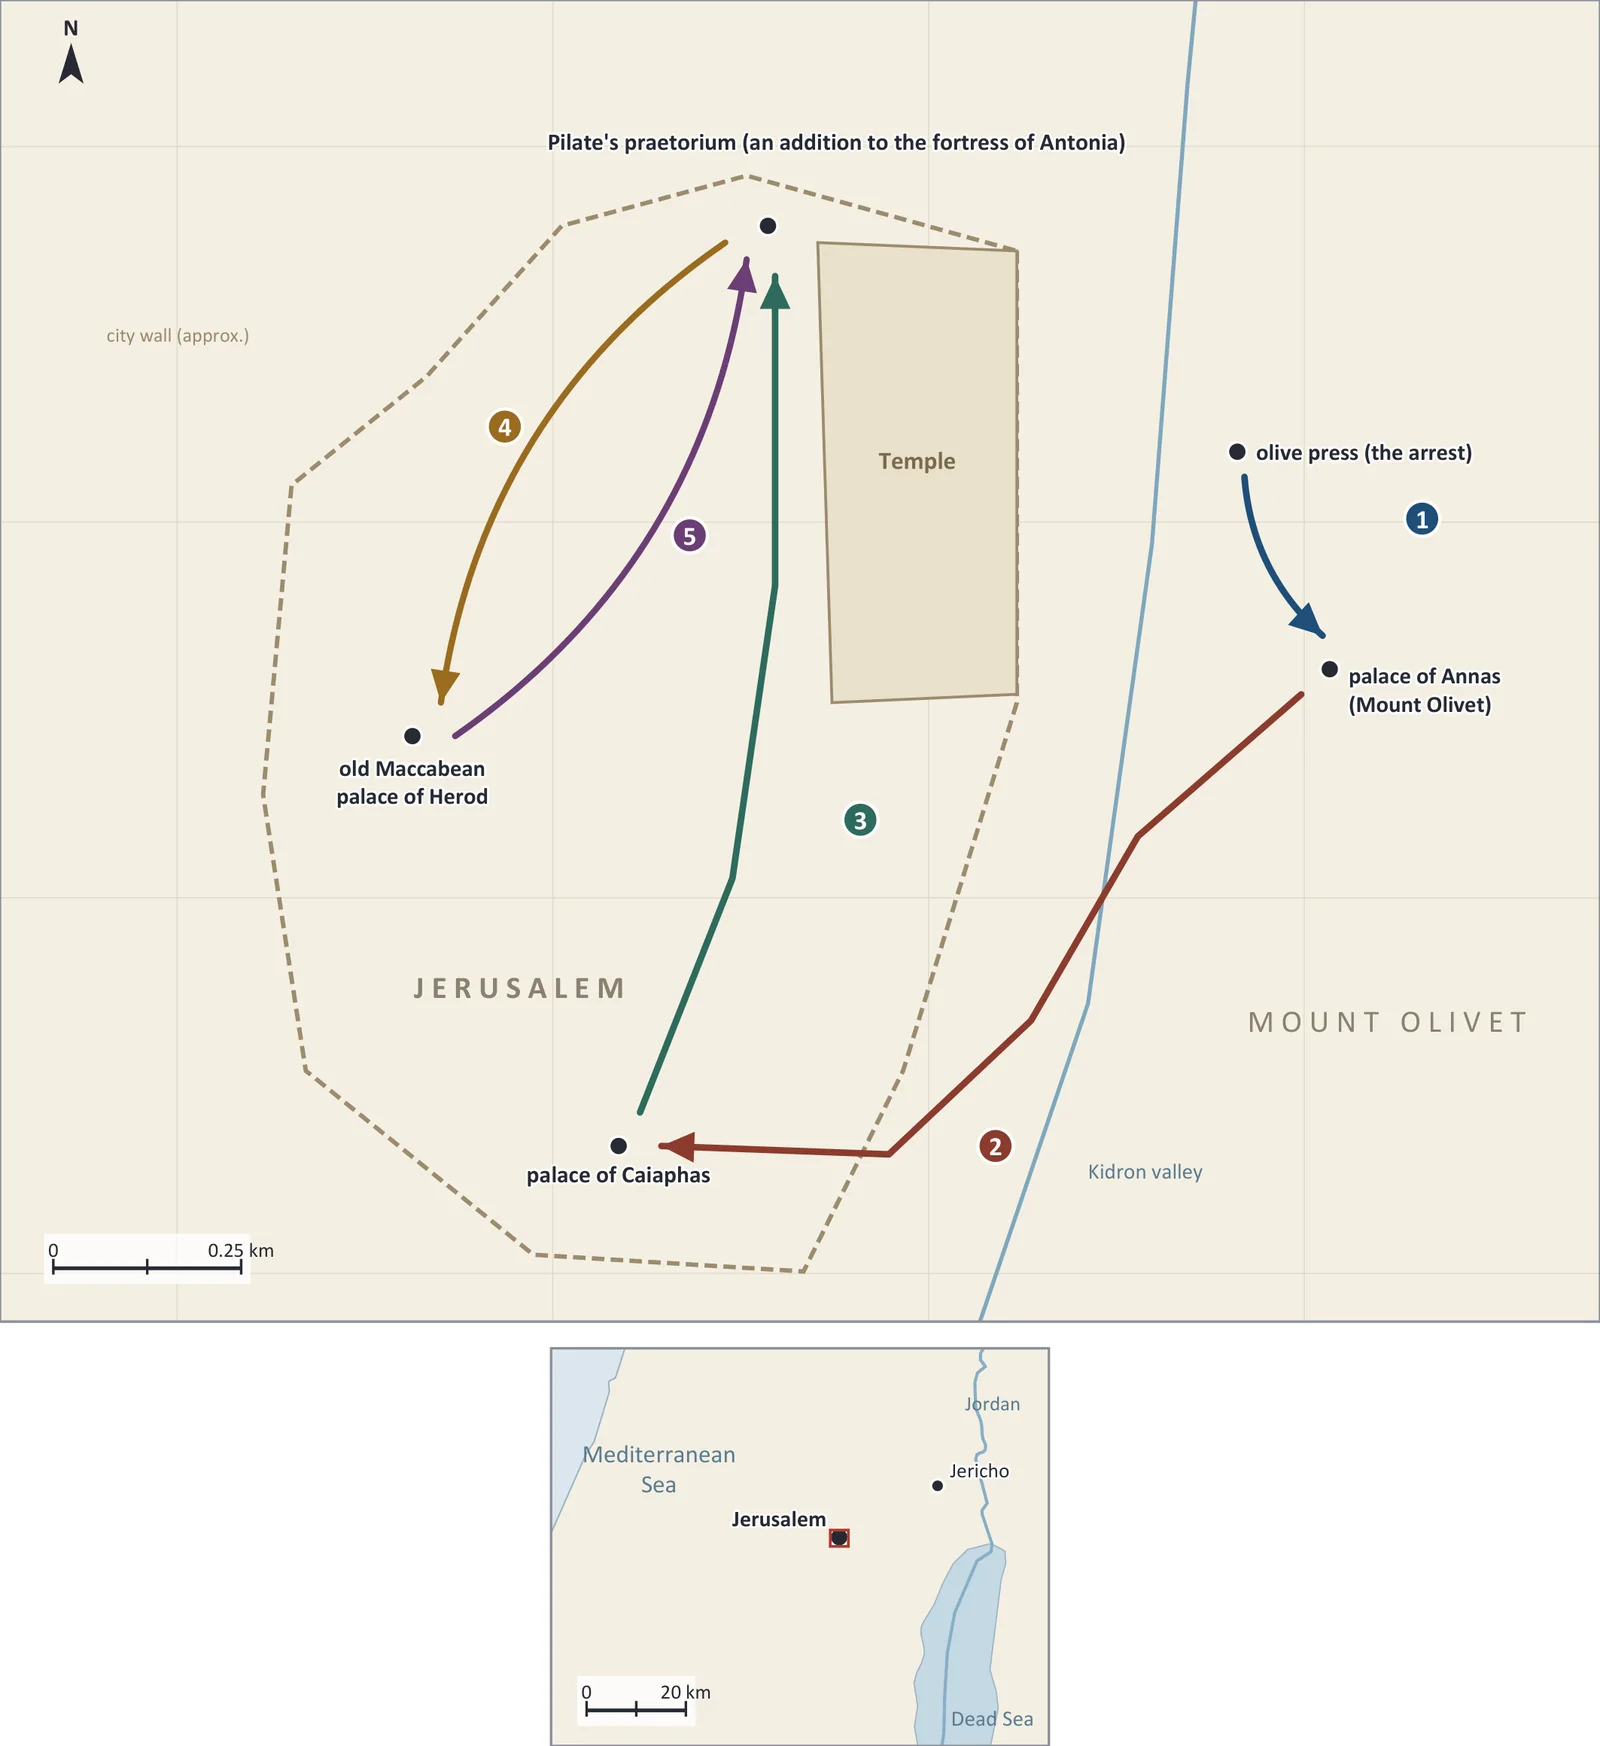 N
Pilate's praetorium (an addition to the fortress of Antonia)
city wall (approx.)
4
Temple
olive press (the arrest)
1
5
palace of Annas
(Mount Olivet)
old Maccabean
palace of Herod
3
JERUSALEM
MOUNT OLIVET
2
palace of Caiaphas
Kidron valley
0 0.25 km
Jordan
Mediterranean
Sea
Jericho
Jerusalem
0 20 km
Dead Sea